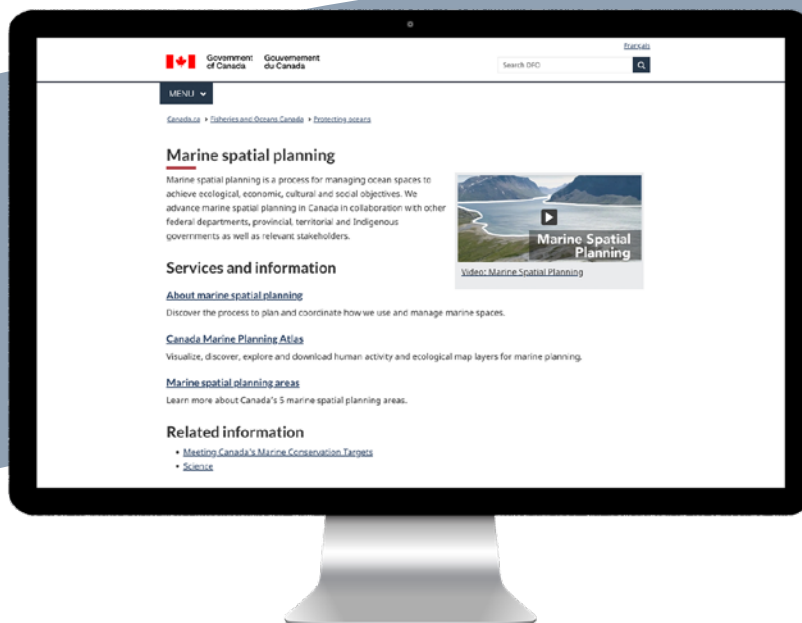 Français
Government of Canada
Gouvernement du Canada
Search DFO
MENU
Canada.ca
Fisheries and Oceans Canada
Protecting oceans
Marine spatial planning
Marine spatial planning is a process for managing ocean spaces to
achieve ecological, economic, cultural and social objectives. We
advance marine spatial planning in Canada in collaboration with other
federal departments, provincial, territorial and Indigenous
governments as well as relevant stakeholders.
Marine Spatial
Planning
Video: Marine Spatial Planning
Services and information
About marine spatial planning
Discover the process to plan and coordinate how we use and manage marine spaces.
Canada Marine Planning Atlas
Visualize, discover, explore and download human activity and ecological map layers for marine planning.
Marine spatial planning areas
Learn more about Canada's 5 marine spatial planning areas.
Related information
• Meeting Canada's Marine Conservation Targets
• Science